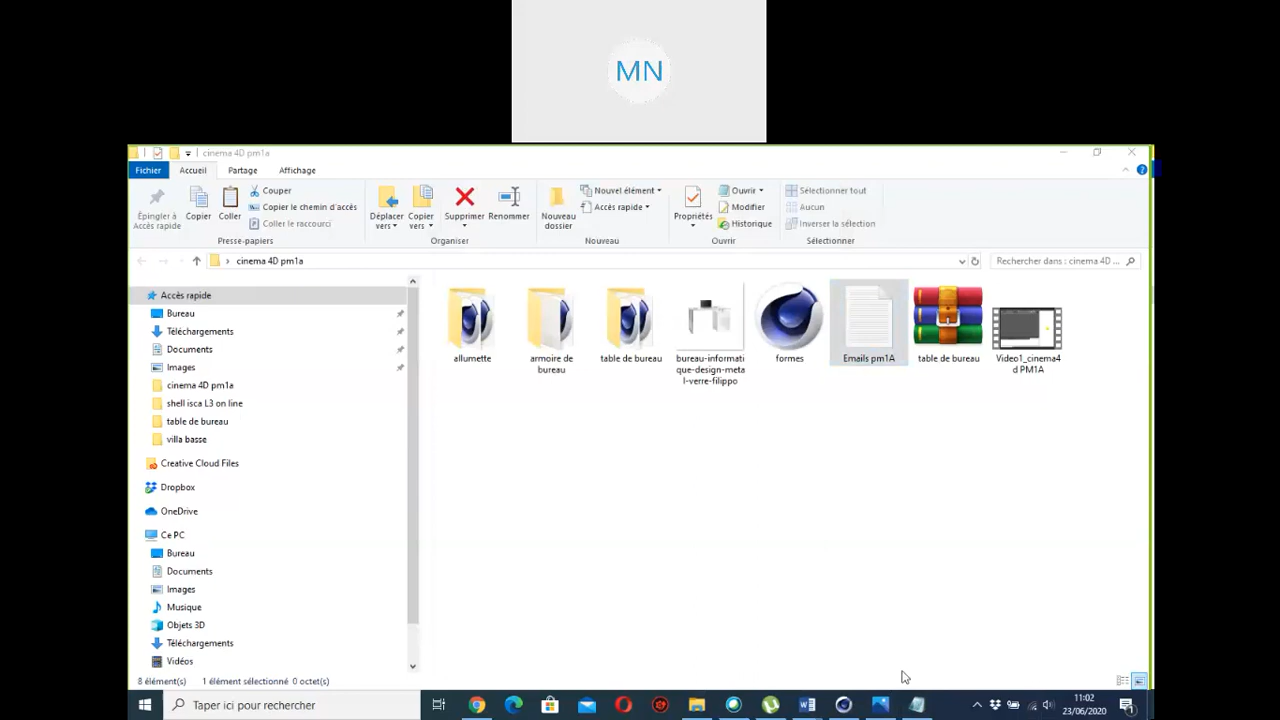 MN
cinema 4D pm1a
Fichier Accueil Partage Affichage
Épingler à
Accès rapide
Copier
Coller
Couper
Copier le chemin d'accès
Coller le raccourci
Presse-papiers
Déplacer
vers
Copier
vers
Supprimer
Renommer
Organiser
Nouveau
dossier
Nouvel élément
Accès rapide
Nouveau
Propriétés
Ouvrir
Modifier
Historique
Ouvrir
Sélectionner tout
Aucun
Inverser la sélection
Sélectionner
cinema 4D pm1a
Rechercher dans : cinema 4D ...
Accès rapide
Bureau
Téléchargements
Documents
Images
cinema 4D pm1a
shell isca L3 on line
table de bureau
villa basse
Creative Cloud Files
Dropbox
OneDrive
Ce PC
Bureau
Documents
Images
Musique
Objets 3D
Téléchargements
Vidéos
allumette
armoire de
bureau
table de bureau
bureau-informati
que-design-meta
l-verre-filippo
formes
Emails pm1A
table de bureau
Video1_cinema4
d PM1A
8 élément(s) 1 élément sélectionné 0 octet(s)
Taper ici pour rechercher
11:02
23/06/2020